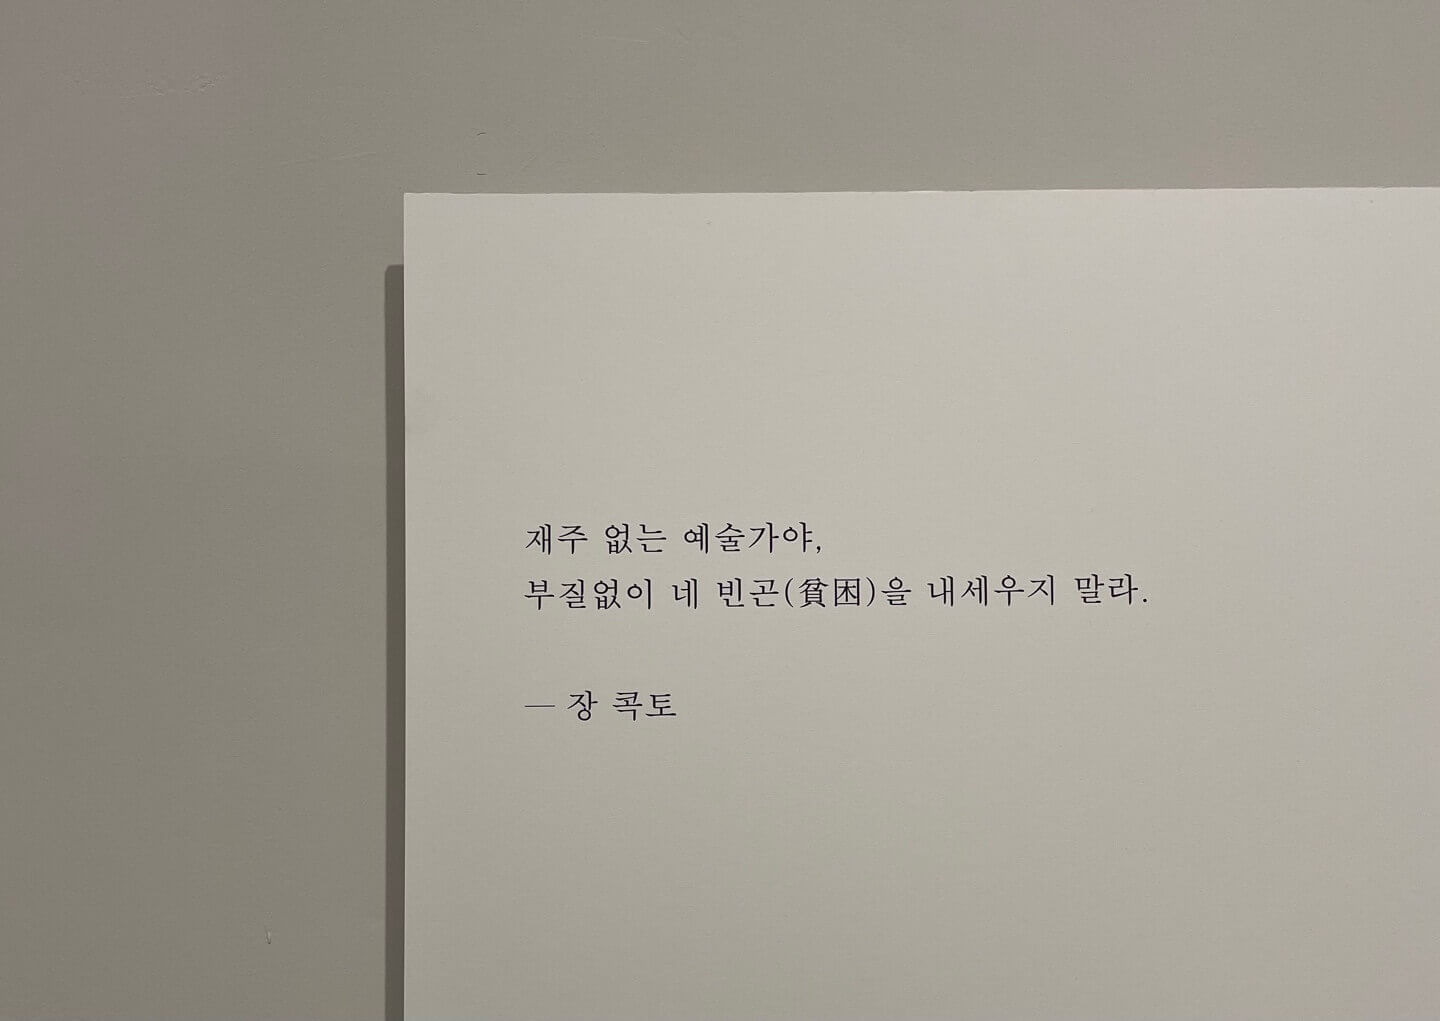 재주 없는 예술가야,
부질없이 네 빈곤(貧困)을 내세우지 말라.
— 장 콕토